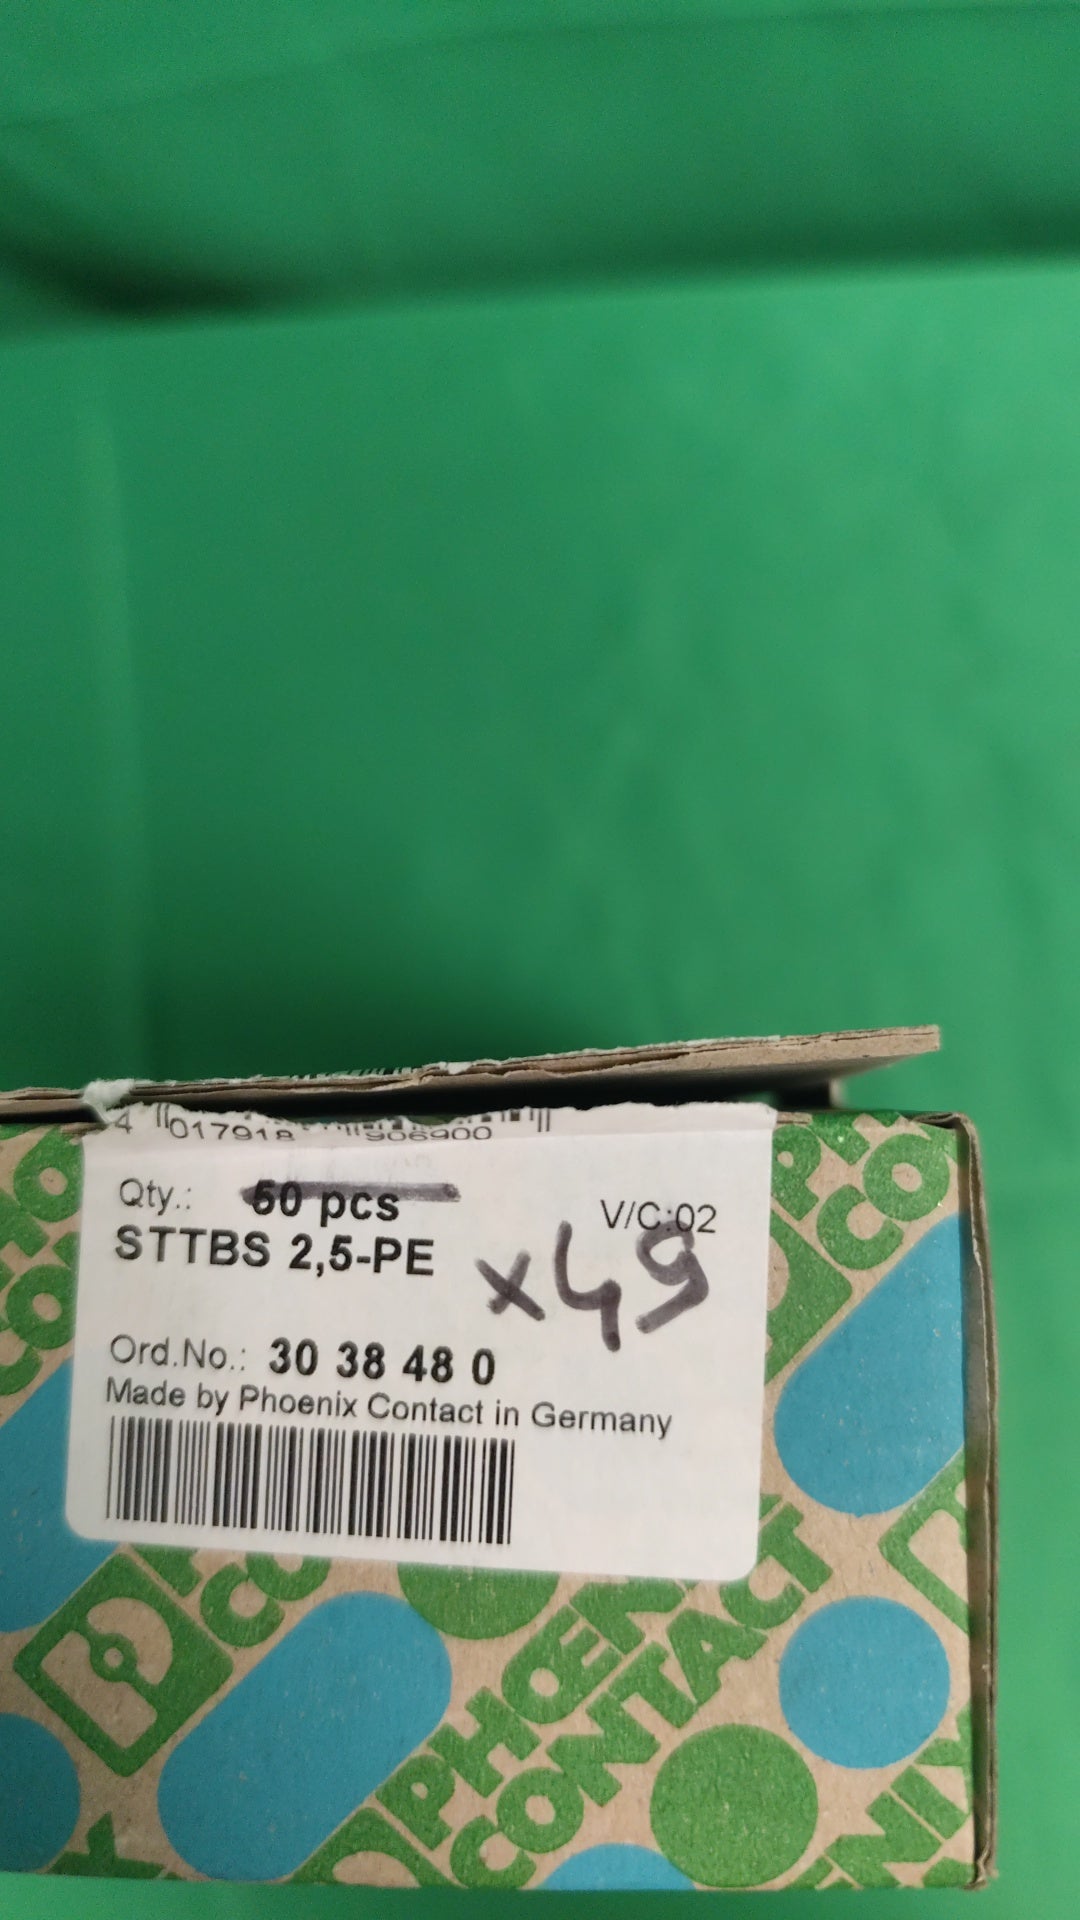 4 017918 906900
Qty.: 50 pcs
V/C:02
STTBS 2,5-PE
x49
Ord.No.: 30 38 48 0
Made by Phoenix Contact in Germany
PHOENIX
CONTACT